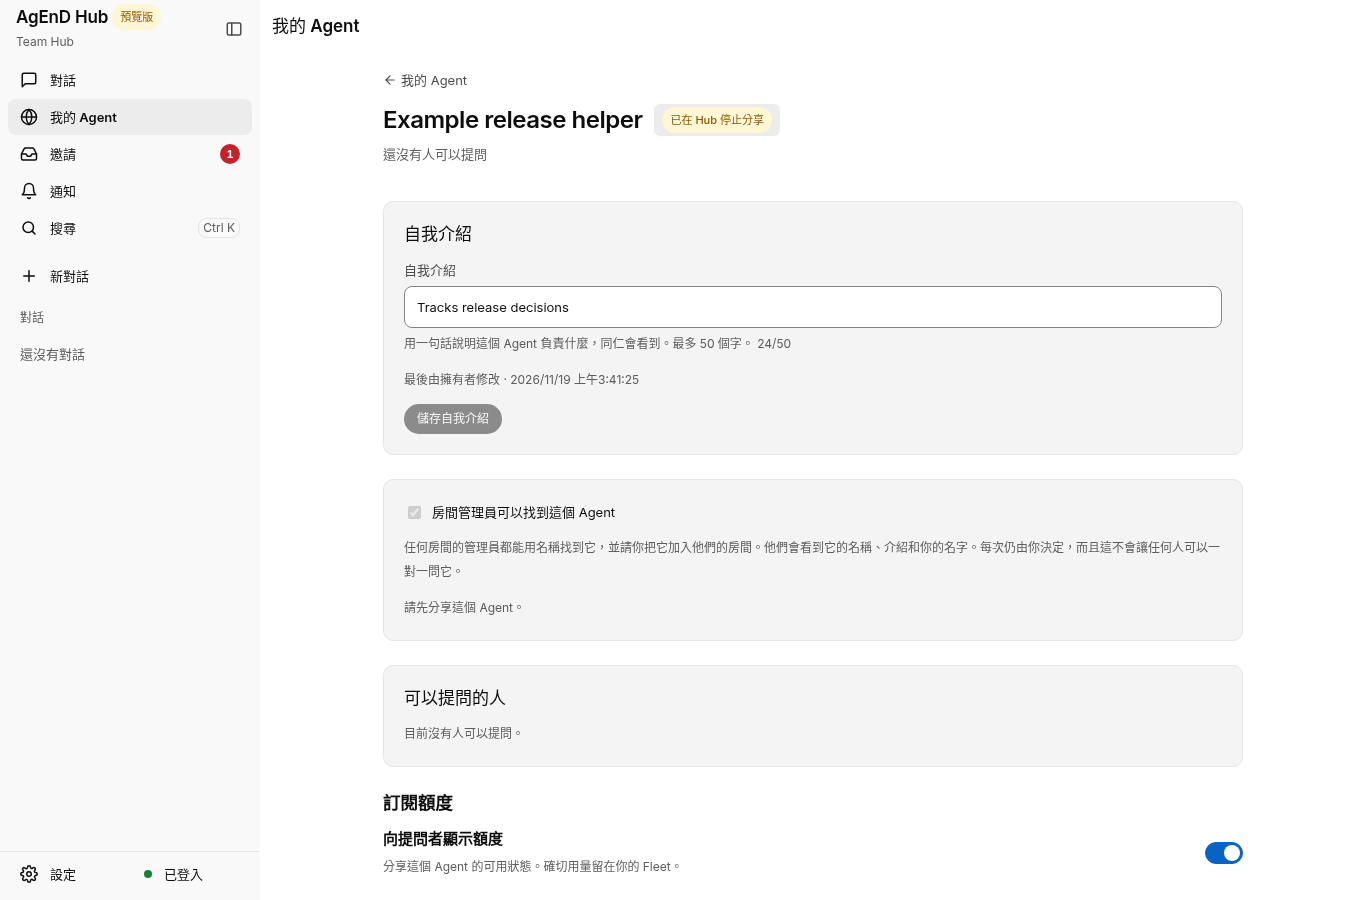 AgEnD Hub 預覽版
Team Hub
對話
我的 Agent
邀請 1
通知
搜尋 Ctrl K
新對話
對話
還沒有對話
設定 已登入
我的 Agent
← 我的 Agent
Example release helper 已在 Hub 停止分享
還沒有人可以提問
自我介紹
自我介紹
Tracks release decisions
用一句話說明這個 Agent 負責什麼，同仁會看到。最多 50 個字。 24/50
最後由擁有者修改 · 2026/11/19 上午3:41:25
儲存自我介紹
房間管理員可以找到這個 Agent
任何房間的管理員都能用名稱找到它，並請你把它加入他們的房間。他們會看到它的名稱、介紹和你的名字。每次仍由你決定，而且這不會讓任何人可以一
對一問它。
請先分享這個 Agent。
可以提問的人
目前沒有人可以提問。
訂閱額度
向提問者顯示額度
分享這個 Agent 的可用狀態。確切用量留在你的 Fleet。